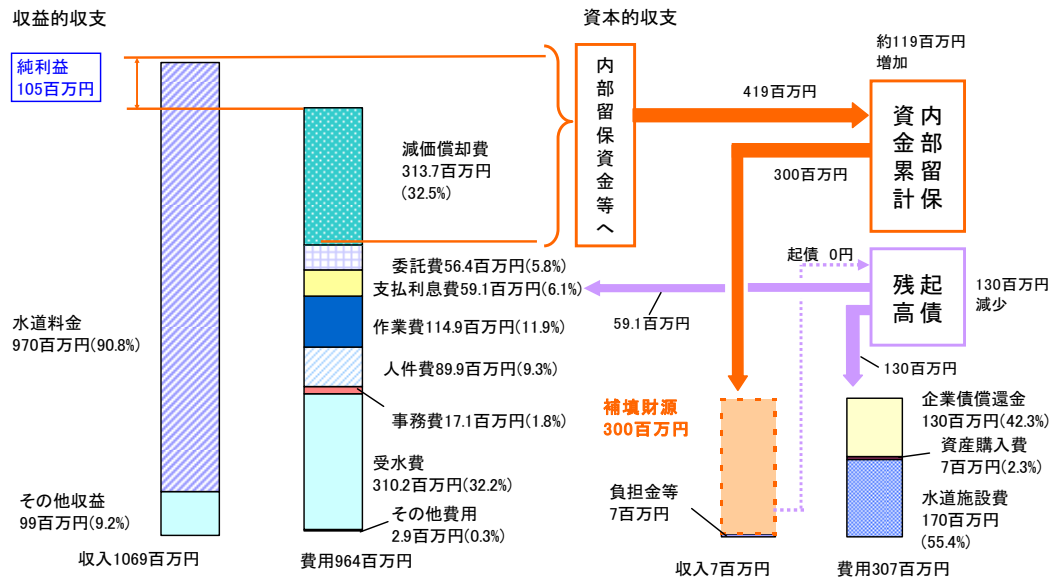 収益的収支
資本的収支
純利益
105百万円
減価償却費
313.7百万円
(32.5%)
委託費56.4百万円(5.8%)
支払利息費59.1百万円(6.1%)
作業費114.9百万円(11.9%)
人件費89.9百万円(9.3%)
事務費17.1百万円(1.8%)
受水費
310.2百万円(32.2%)
その他費用
2.9百万円(0.3%)
水道料金
970百万円(90.8%)
その他収益
99百万円(9.2%)
収入1069百万円
費用964百万円
内部留保資金等へ
419百万円
約119百万円
増加
内部留保
資金累計
300百万円
起債 0円
起債
残高
130百万円
減少
59.1百万円
130百万円
補填財源
300百万円
負担金等
7百万円
企業債償還金
130百万円(42.3%)
資産購入費
7百万円(2.3%)
水道施設費
170百万円
(55.4%)
収入7百万円
費用307百万円